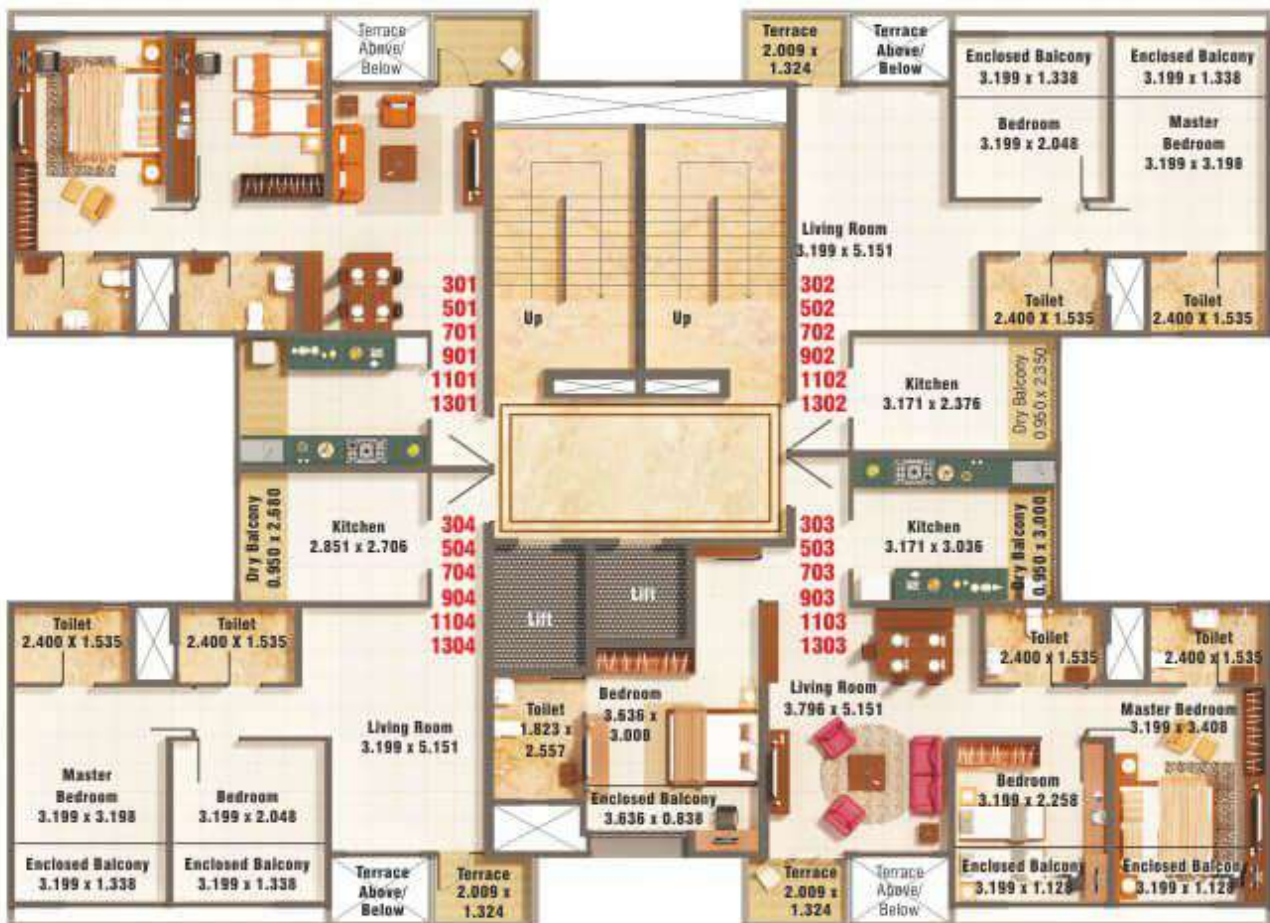 Terrace
Above/
Below
Terrace
2.009 x
1.324
Terrace
Above/
Below
Enclosed Balcony
3.199 x 1.338
Enclosed Balcony
3.199 x 1.338
Bedroom
3.199 x 2.048
Master
Bedroom
3.199 x 3.198
Living Room
3.199 x 5.151
301
501
701
901
1101
1301
Up
Up
302
502
702
902
1102
1302
Toilet
2.400 X 1.535
Toilet
2.400 X 1.535
Kitchen
3.171 x 2.376
Dry Balcony
0.950 x 2.350
Dry Balcony
0.950 x 2.680
Kitchen
2.851 x 2.706
304
504
704
904
1104
1304
Lift
Lift
303
503
703
903
1103
1303
Kitchen
3.171 x 3.036
Dry Balcony
0.950 x 3.000
Toilet
2.400 X 1.535
Toilet
2.400 X 1.535
Toilet
2.400 x 1.535
Toilet
2.400 x 1.535
Living Room
3.199 x 5.151
Toilet
1.823 x
2.557
Bedroom
3.636 x
3.000
Living Room
3.796 x 5.151
Master Bedroom
3.199 x 3.408
Master
Bedroom
3.199 x 3.198
Bedroom
3.199 x 2.048
Enclosed Balcony
3.636 x 0.838
Bedroom
3.199 x 2.258
Enclosed Balcony
3.199 x 1.338
Enclosed Balcony
3.199 x 1.338
Terrace
Above/
Below
Terrace
2.009 x
1.324
Terrace
2.009 x
1.324
Terrace
Above/
Below
Enclosed Balcony
3.199 x 1.128
Enclosed Balcony
3.199 x 1.128